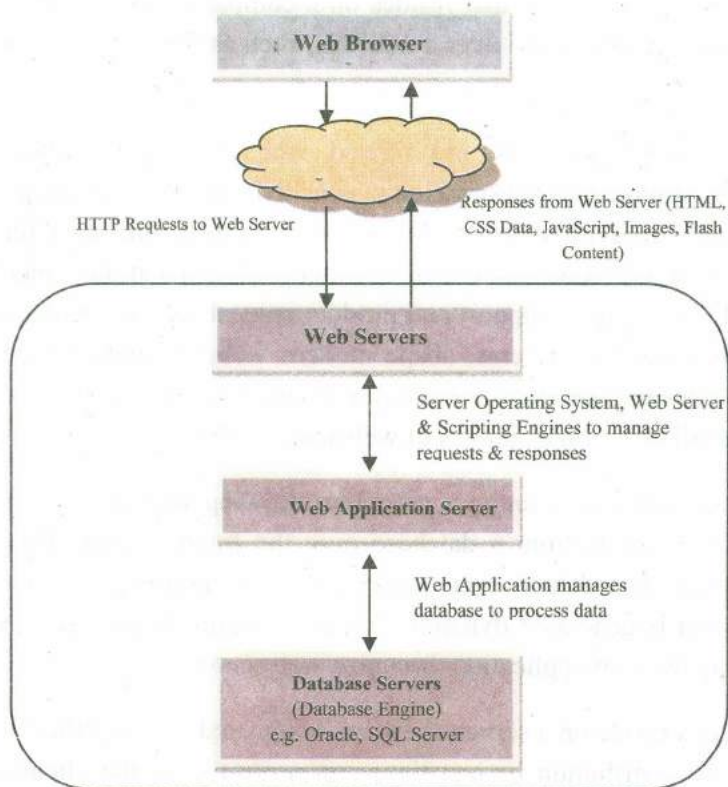 Web Browser
HTTP Requests to Web Server
Responses from Web Server (HTML,
CSS Data, JavaScript, Images, Flash
Content)
Web Servers
Server Operating System, Web Server
& Scripting Engines to manage
requests & responses
Web Application Server
Web Application manages
database to process data
Database Servers
(Database Engine)
e.g. Oracle, SQL Server